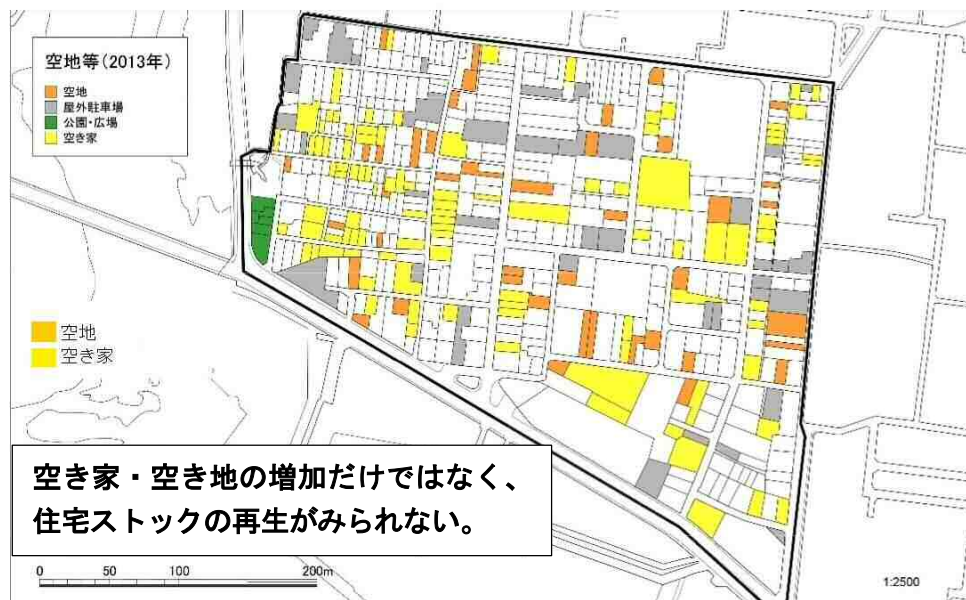 空地等(2013年)
空地
屋外駐車場
公園・広場
空き家
空地
空き家
空き家・空き地の増加だけではなく、
住宅ストックの再生がみられない。
0 50 100 200m
1:2500